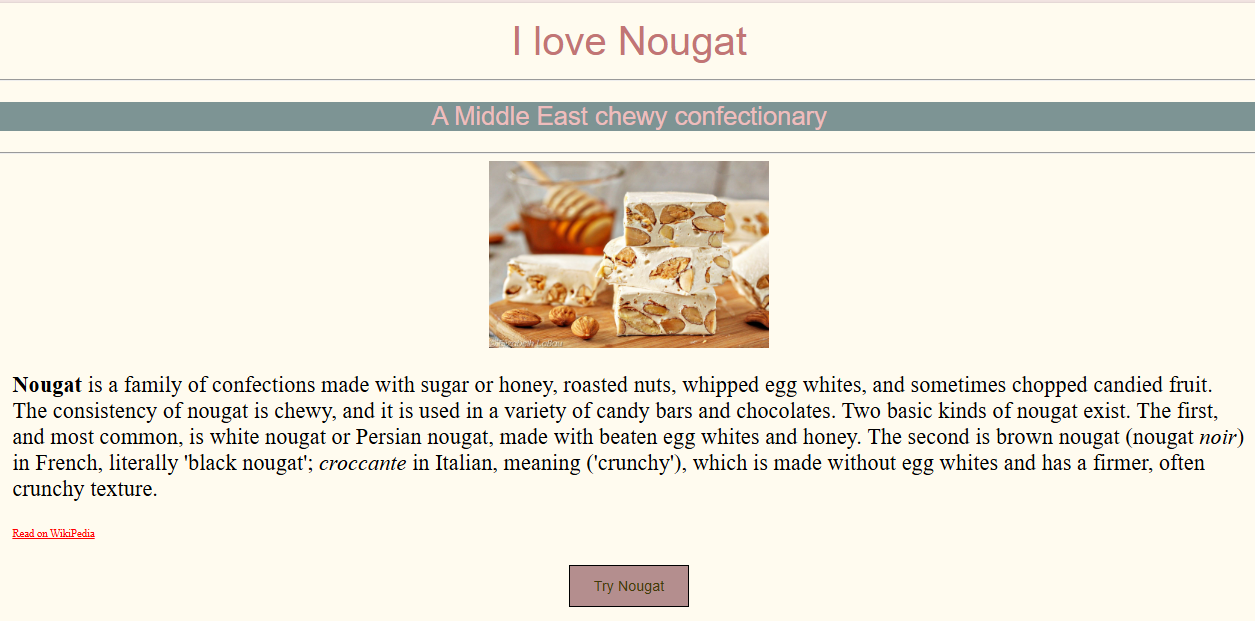 I love Nougat
A Middle East chewy confectionary
Nougat is a family of confections made with sugar or honey, roasted nuts, whipped egg whites, and sometimes chopped candied fruit.
The consistency of nougat is chewy, and it is used in a variety of candy bars and chocolates. Two basic kinds of nougat exist. The first,
and most common, is white nougat or Persian nougat, made with beaten egg whites and honey. The second is brown nougat (nougat noir)
in French, literally 'black nougat'; croccante in Italian, meaning ('crunchy'), which is made without egg whites and has a firmer, often
crunchy texture.
Read on WikiPedia
Try Nougat